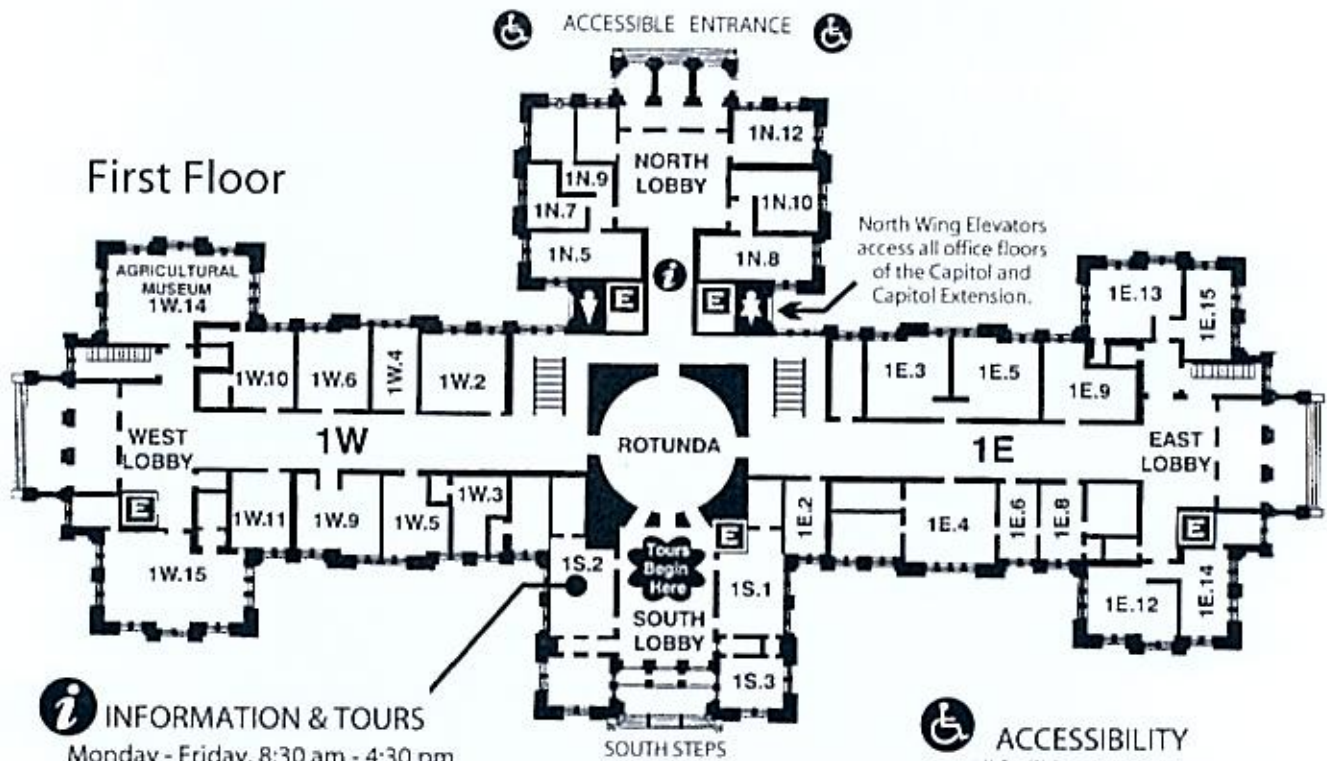 ACCESSIBLE ENTRANCE
First Floor
1N.12
NORTH
LOBBY
1N.9
1N.7
1N.10
1N.5
1N.8
i
North Wing Elevators
access all office floors
of the Capitol and
Capitol Extension.
AGRICULTURAL
MUSEUM
1W.14
E
E
1E.13
1E.15
1W.10
1W.6
1W.4
1W.2
1E.3
1E.5
1E.9
WEST
LOBBY
1W
ROTUNDA
1E
EAST
LOBBY
E
1W.11
1W.9
1W.5
1W.3
1E.2
1E.4
1E.6
1E.8
E
E
1W.15
1S.2
Tours
Begin
Here
1S.1
1E.12
1E.14
SOUTH
LOBBY
1S.3
i INFORMATION & TOURS
Monday - Friday, 8:30 am - 4:30 pm
SOUTH STEPS
ACCESSIBILITY